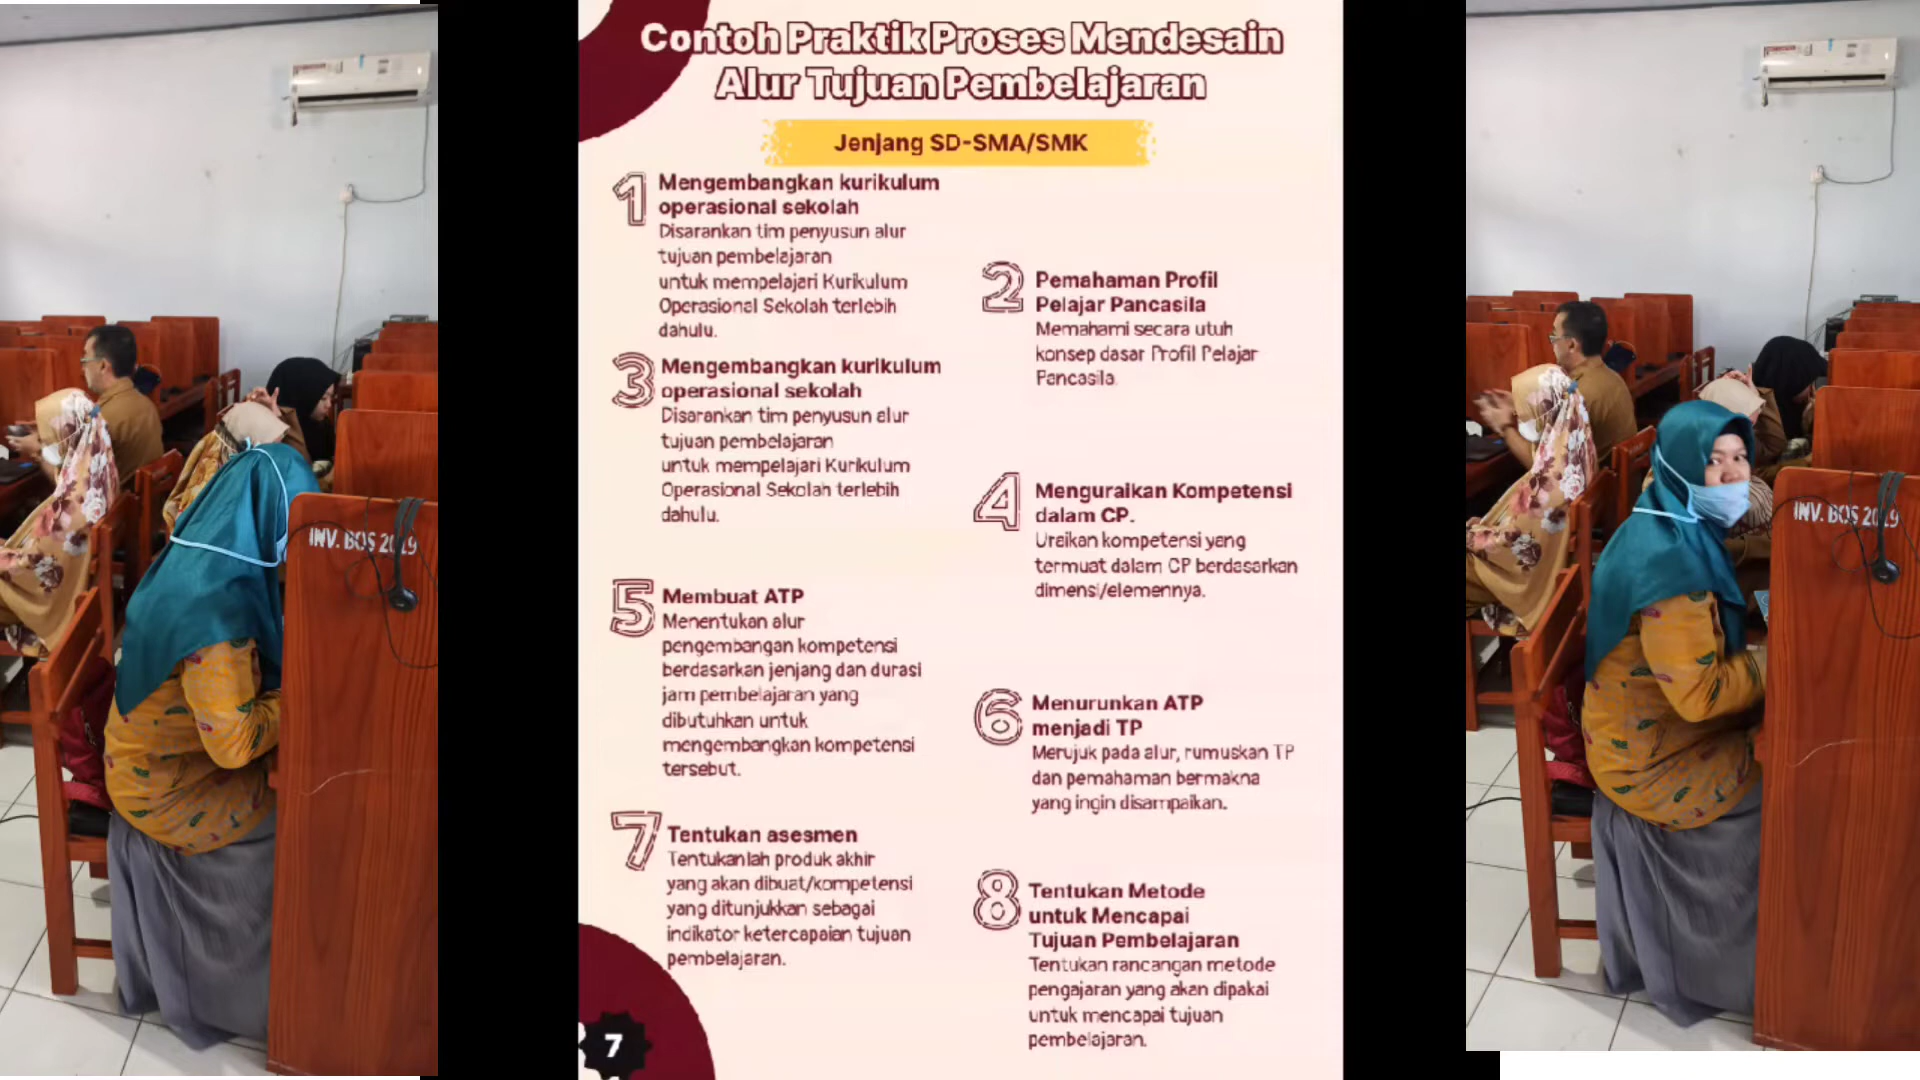 Contoh Praktik Proses Mendesain
Alur Tujuan Pembelajaran
Jenjang SD-SMA/SMK
1
Mengembangkan kurikulum
operasional sekolah
Disarankan tim penyusun alur
tujuan pembelajaran
untuk mempelajari Kurikulum
Operasional Sekolah terlebih
dahulu.
2
Pemahaman Profil
Pelajar Pancasila
Memahami secara utuh
konsep dasar Profil Pelajar
Pancasila.
3
Mengembangkan kurikulum
operasional sekolah
Disarankan tim penyusun alur
tujuan pembelajaran
untuk mempelajari Kurikulum
Operasional Sekolah terlebih
dahulu.
4
Menguraikan Kompetensi
dalam CP.
Uraikan kompetensi yang
termuat dalam CP berdasarkan
dimensi/elemennya.
5
Membuat ATP
Menentukan alur
pengembangan kompetensi
berdasarkan jenjang dan durasi
jam pembelajaran yang
dibutuhkan untuk
mengembangkan kompetensi
tersebut.
6
Menurunkan ATP
menjadi TP
Merujuk pada alur, rumuskan TP
dan pemahaman bermakna
yang ingin disampaikan.
7
Tentukan asesmen
Tentukanlah produk akhir
yang akan dibuat/kompetensi
yang ditunjukkan sebagai
indikator ketercapaian tujuan
pembelajaran.
8
Tentukan Metode
untuk Mencapai
Tujuan Pembelajaran
Tentukan rancangan metode
pengajaran yang akan dipakai
untuk mencapai tujuan
pembelajaran.
7
INV. BOS 2019
INV. BOS 2019